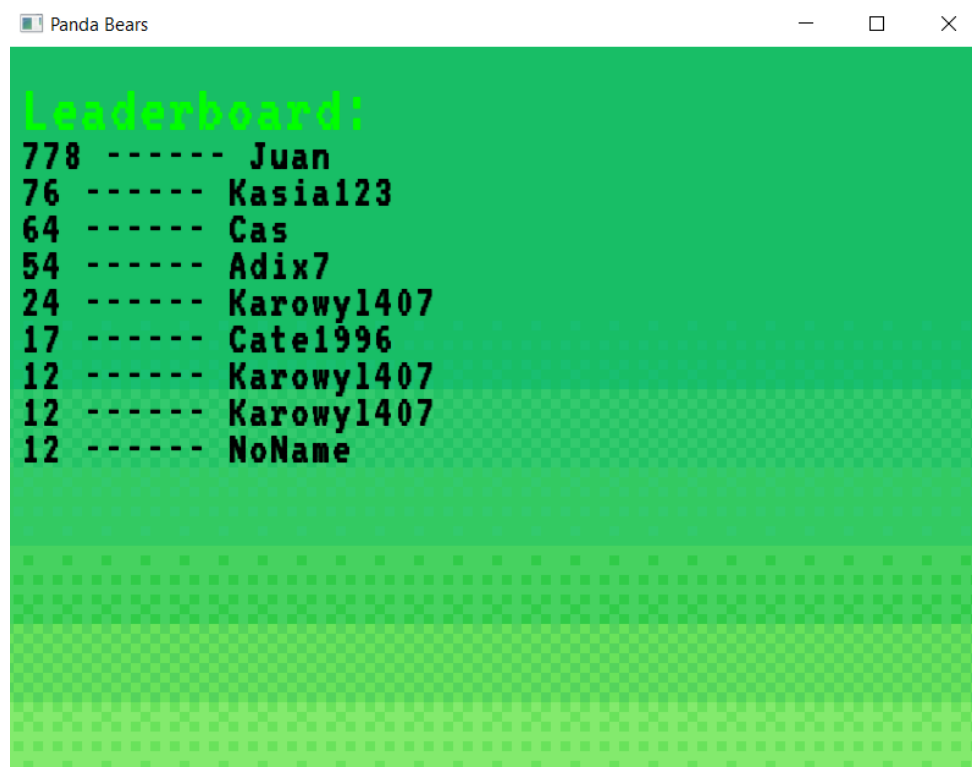 Panda Bears
Leaderboard:
778 ------ Juan
76 ------ Kasia123
64 ------ Cas
54 ------ Adix7
24 ------ Karowy1407
17 ------ Cate1996
12 ------ Karowy1407
12 ------ Karowy1407
12 ------ NoName